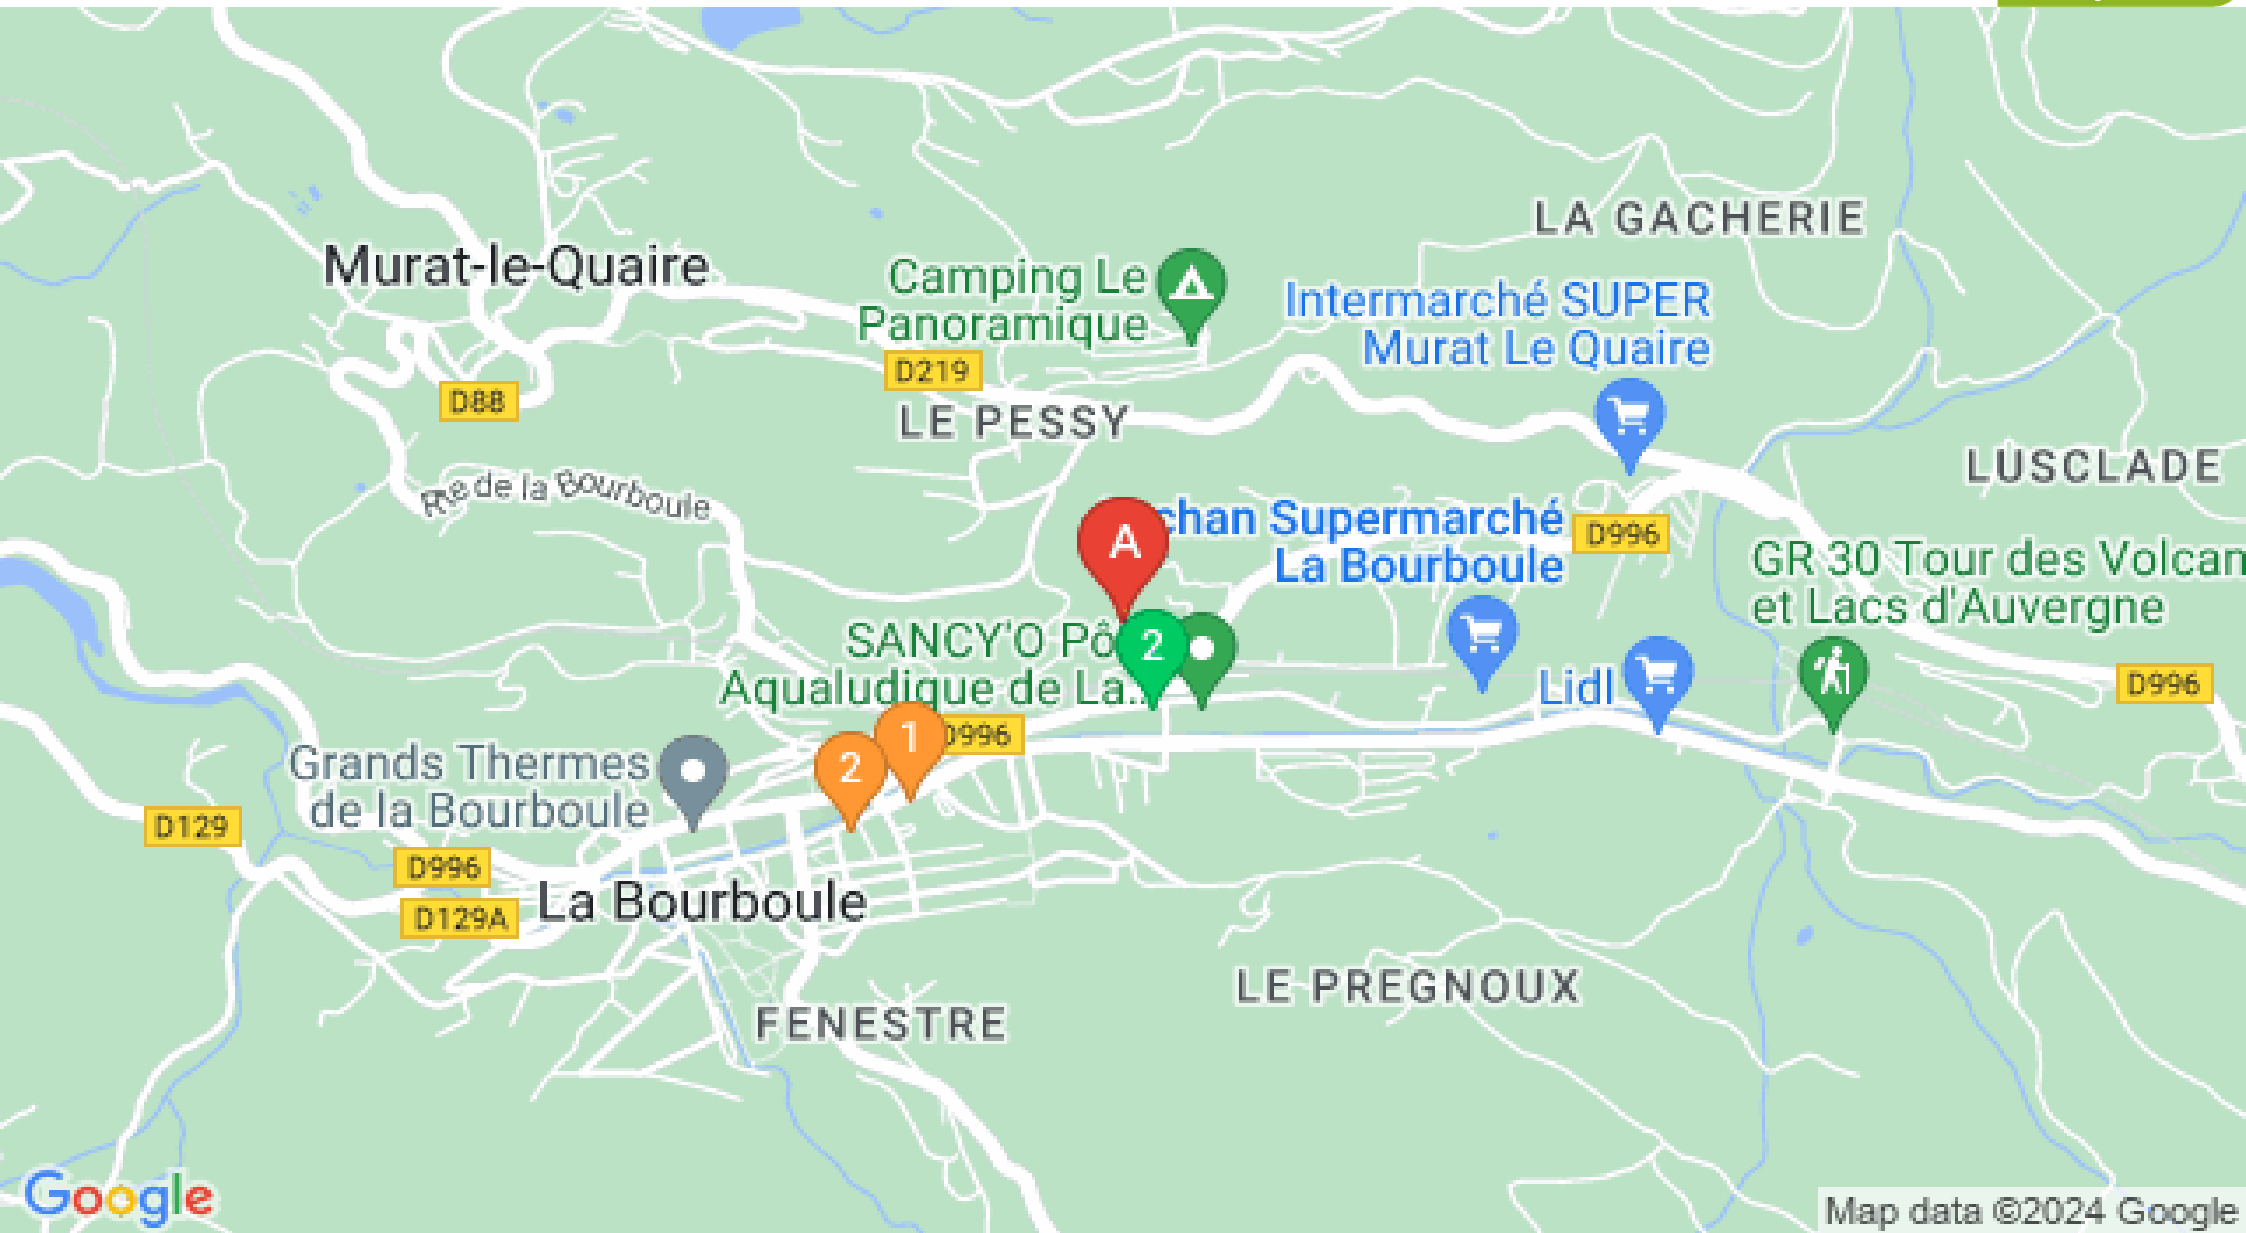 LA GACHERIE
Murat-le-Quaire
Camping Le
Panoramique
Intermarché SUPER
Murat Le Quaire
D219
D88
LE PESSY
LUSCLADE
Rte de la Bourboule
chan Supermarché
La Bourboule
D996
A
GR 30 Tour des Volcan
et Lacs d'Auvergne
SANCY'O Pô
Aqualudique de La...
2
Lidl
D996
1
D996
2
Grands Thermes
de la Bourboule
D129
D996
D129A
La Bourboule
LE PREGNOUX
FENESTRE
Google
Map data ©2024 Google